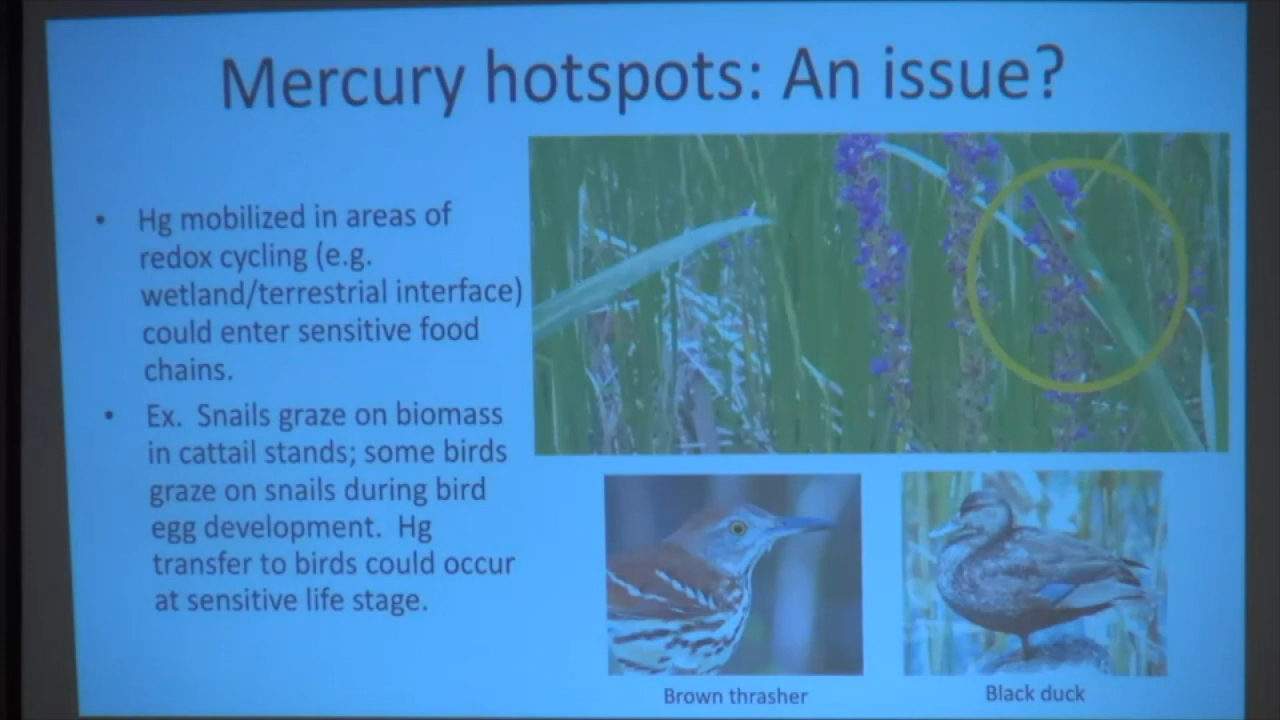 Mercury hotspots: An issue?
• Hg mobilized in areas of
redox cycling (e.g.
wetland/terrestrial interface)
could enter sensitive food
chains.
• Ex. Snails graze on biomass
in cattail stands; some birds
graze on snails during bird
egg development. Hg
transfer to birds could occur
at sensitive life stage.
Brown thrasher
Black duck